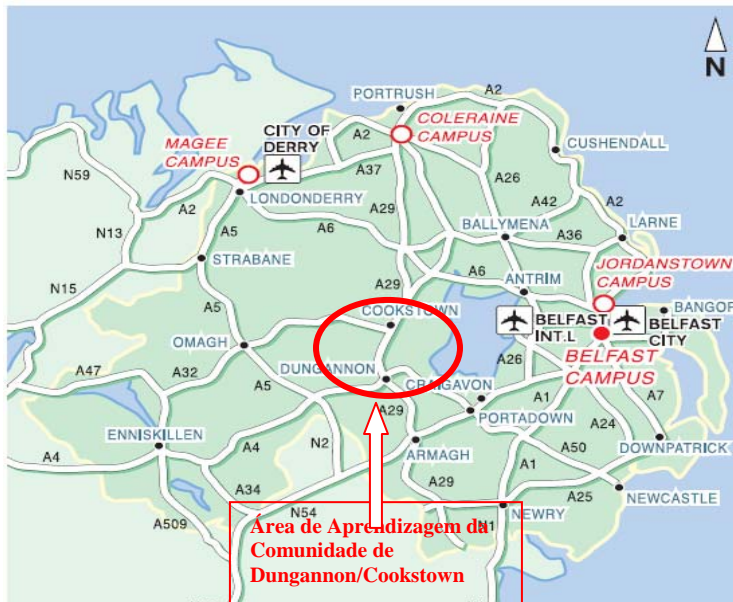 N
PORTRUSH
A2
A2
COLERAINE
CAMPUS
CITY OF
DERRY
MAGEE
CAMPUS
CUSHENDALL
N59
A37
A26
LONDONDERRY
A2
A29
A42
A2
N13
A5
A6
BALLYMENA
LARNE
A36
STRABANE
A6
JORDANSTOWN
CAMPUS
N15
A29
ANTRIM
A5
COOKSTOWN
BANGOR
BELFAST
INT.L
BELFAST
CITY
OMAGH
A26
BELFAST
CAMPUS
A47
A32
DUNGANNON
CRAIGAVON
A5
A1
A7
A29
PORTADOWN
A24
ENNISKILLEN
N2
A4
A4
ARMAGH
A50
DOWNPATRICK
A1
A34
A29
A25
NEWCASTLE
N54
NEWRY
A509
N1
Área de Aprendizagem da
Comunidade de
Dungannon/Cookstown